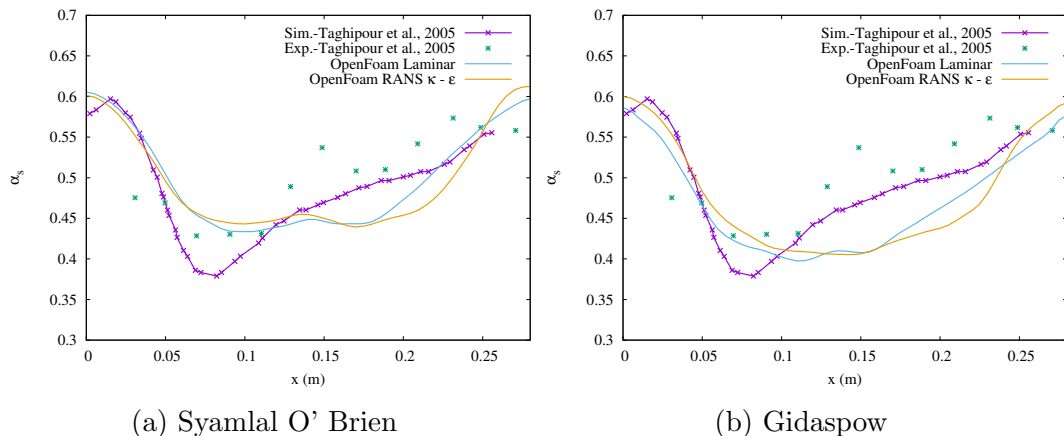 0.7
0.65
0.6
0.55
0.5
0.45
0.4
0.35
0.3
αs
0
0.05
0.1
0.15
0.2
0.25
x (m)
Sim.-Taghipour et al., 2005
Exp.-Taghipour et al., 2005
OpenFoam Laminar
OpenFoam RANS κ - ε
(a) Syamlal O' Brien
0.7
0.65
0.6
0.55
0.5
0.45
0.4
0.35
0.3
αs
0
0.05
0.1
0.15
0.2
0.25
x (m)
Sim.-Taghipour et al., 2005
Exp.-Taghipour et al., 2005
OpenFoam Laminar
OpenFoam RANS κ - ε
(b) Gidaspow